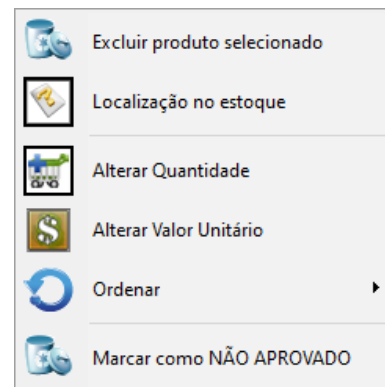 Excluir produto selecionado
Localização no estoque
Alterar Quantidade
Alterar Valor Unitário
Ordenar
Marcar como NÃO APROVADO